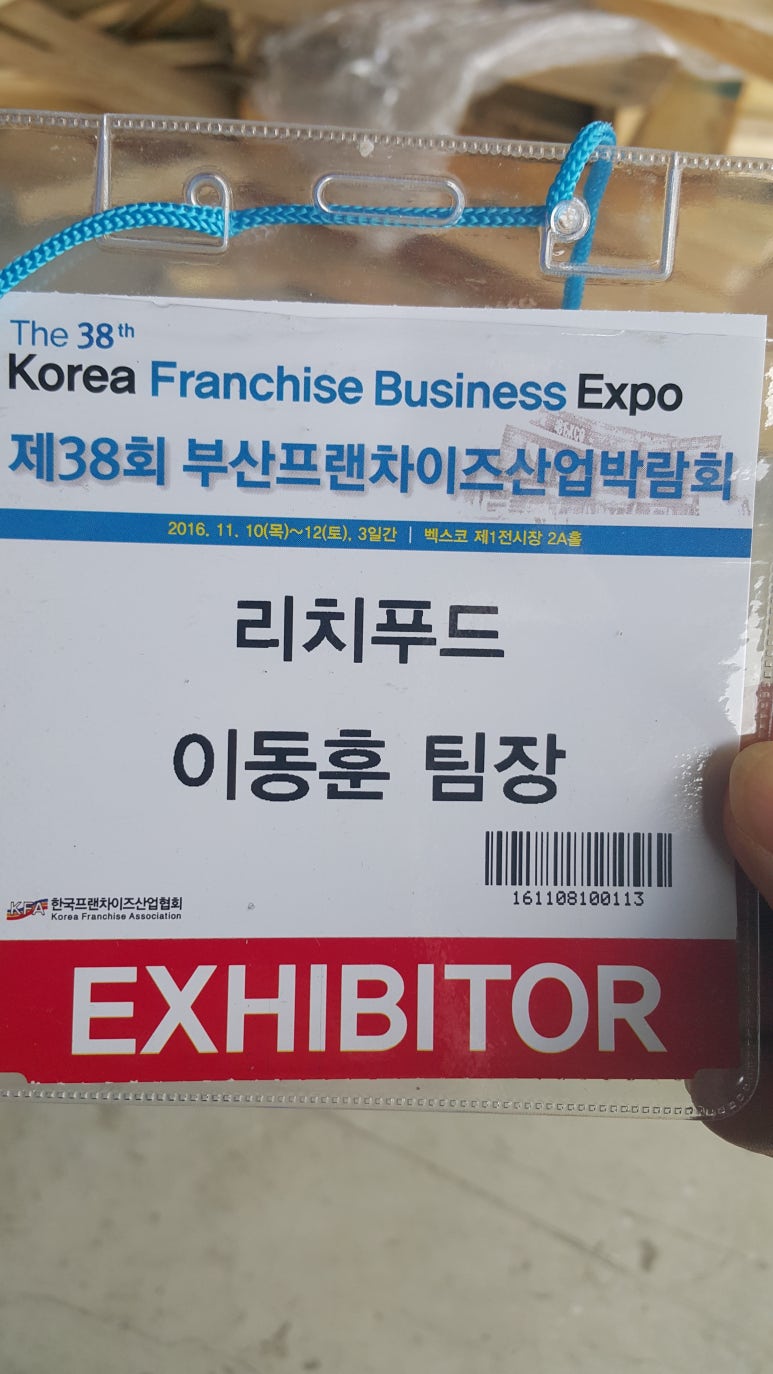 The 38th
Korea Franchise Business Expo
제38회 부산프랜차이즈산업박람회
2016. 11. 10(목)~12(토), 3일간 | 벡스코 제1전시장 2A홀
리치푸드
이동훈 팀장
161108100113
KFA 한국프랜차이즈산업협회
Korea Franchise Association
EXHIBITOR